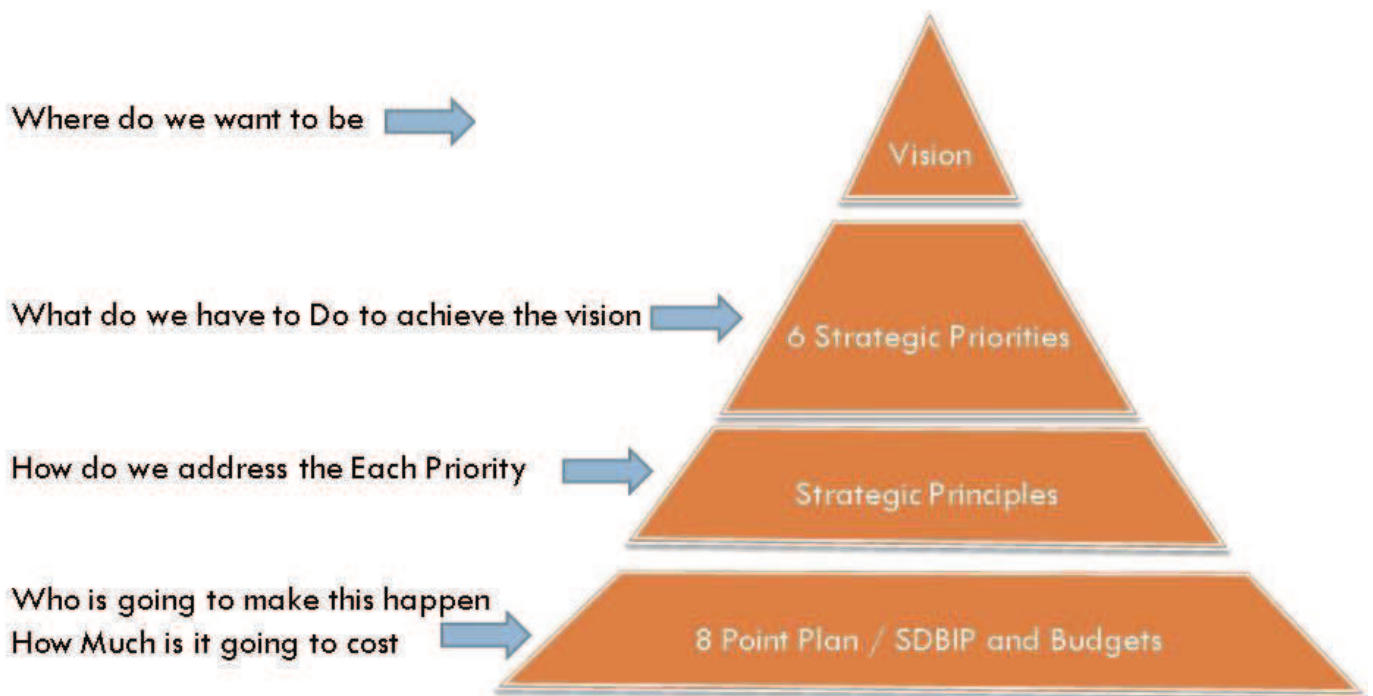 Where do we want to be
Vision
What do we have to Do to achieve the vision
6 Strategic Priorities
How do we address the Each Priority
Strategic Principles
Who is going to make this happen
How Much is it going to cost
8 Point Plan / SDBIP and Budgets